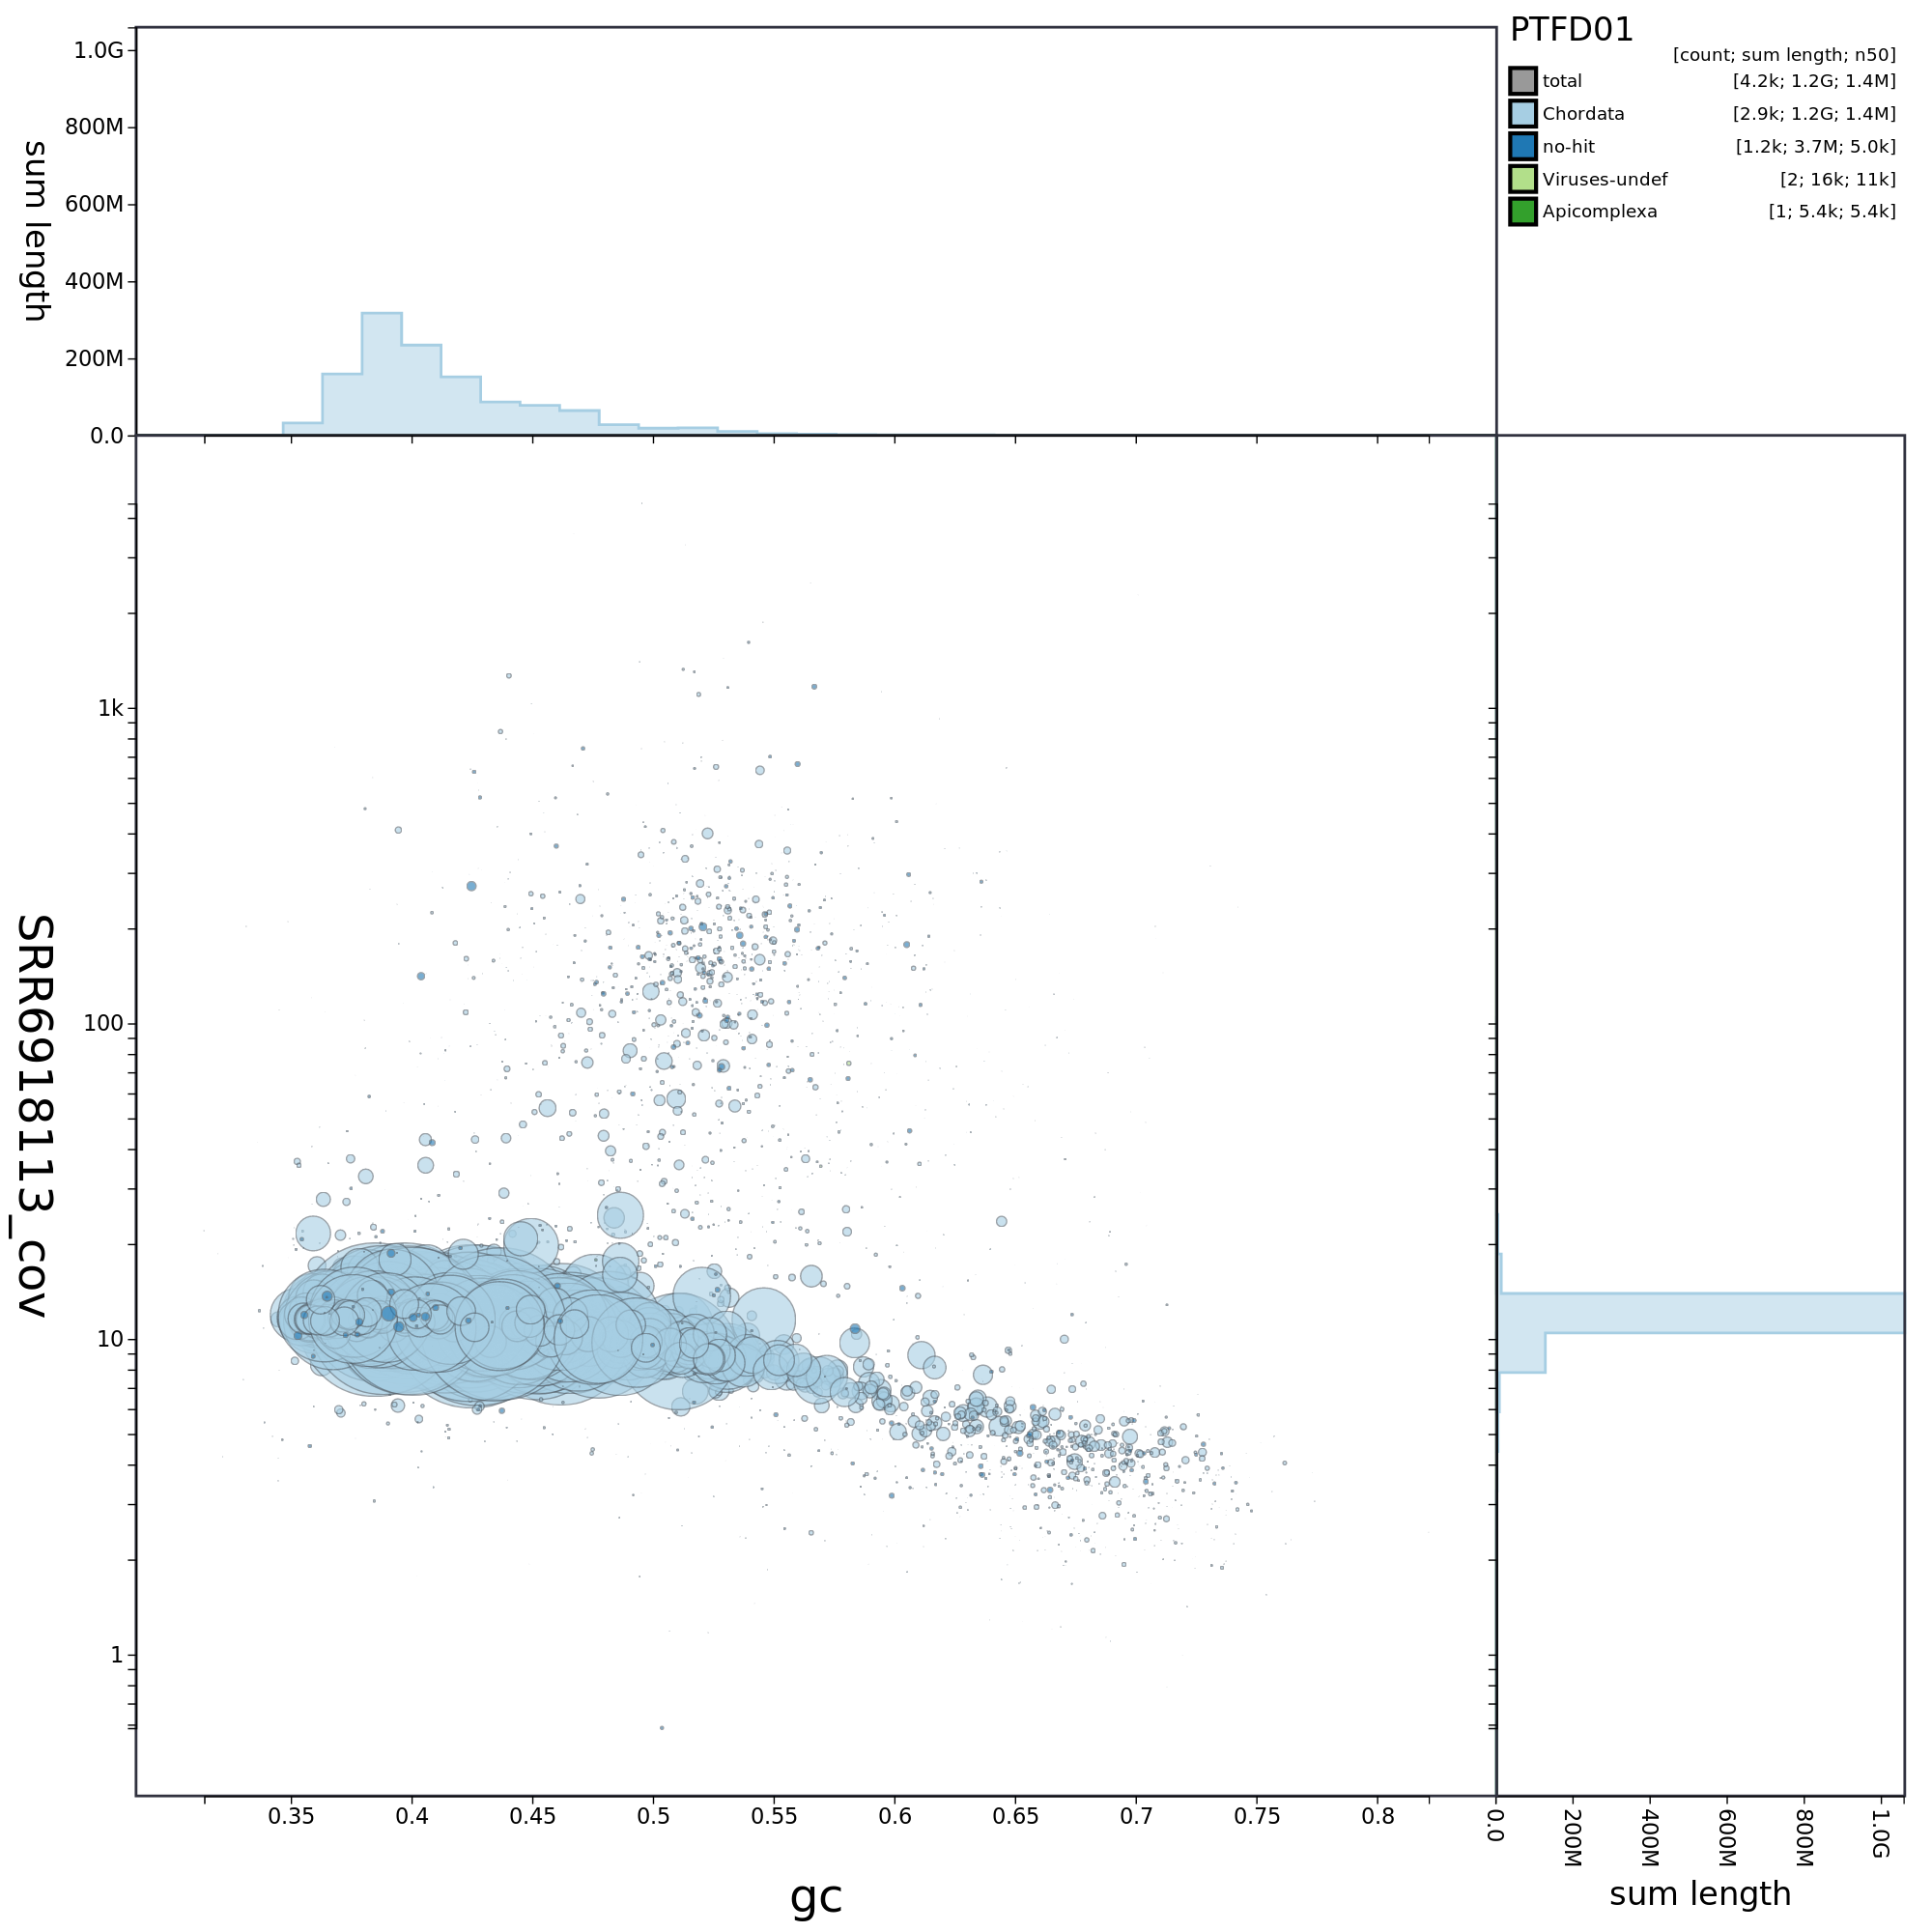 PTFD01
[count; sum length; n50]
total [4.2k; 1.2G; 1.4M]
Chordata [2.9k; 1.2G; 1.4M]
no-hit [1.2k; 3.7M; 5.0k]
Viruses-undef [2; 16k; 11k]
Apicomplexa [1; 5.4k; 5.4k]
sum length
1.0G
800M
600M
400M
200M
0.0
SRR6918113_cov
1k
100
10
1
0.35 0.4 0.45 0.5 0.55 0.6 0.65 0.7 0.75 0.8
gc
0.0 200M 400M 600M 800M 1.0G
sum length